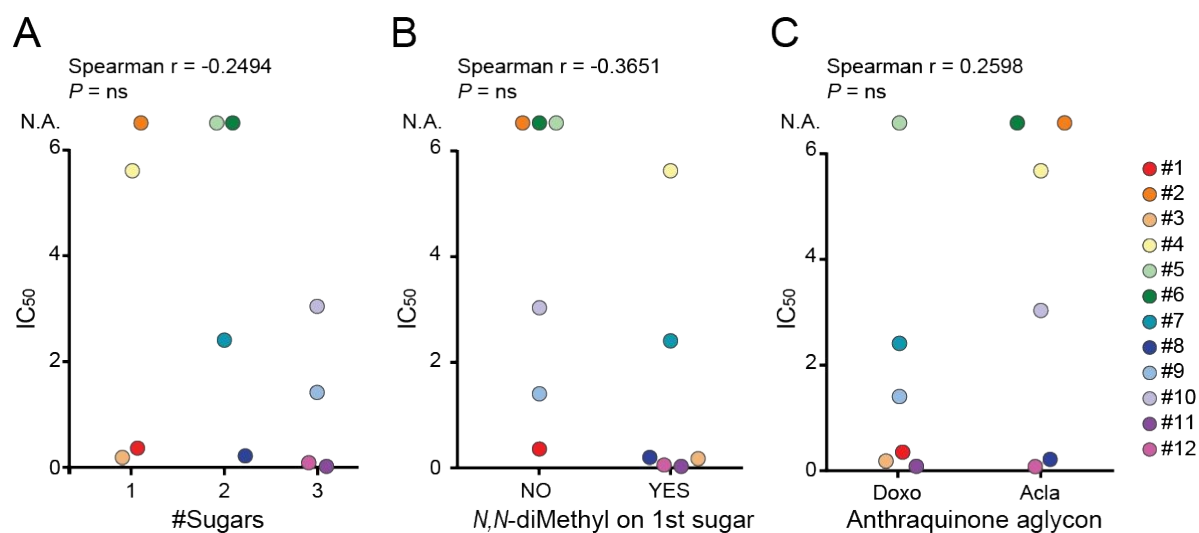 A
Spearman r = -0.2494
P = ns
N.A.
6
4
2
0
IC50
1
2
3
#Sugars
B
Spearman r = -0.3651
P = ns
N.A.
6
4
2
0
IC50
NO
YES
N,N-diMethyl on 1st sugar
C
Spearman r = 0.2598
P = ns
N.A.
6
4
2
0
IC50
Doxo
Acla
Anthraquinone aglycon
#1
#2
#3
#4
#5
#6
#7
#8
#9
#10
#11
#12